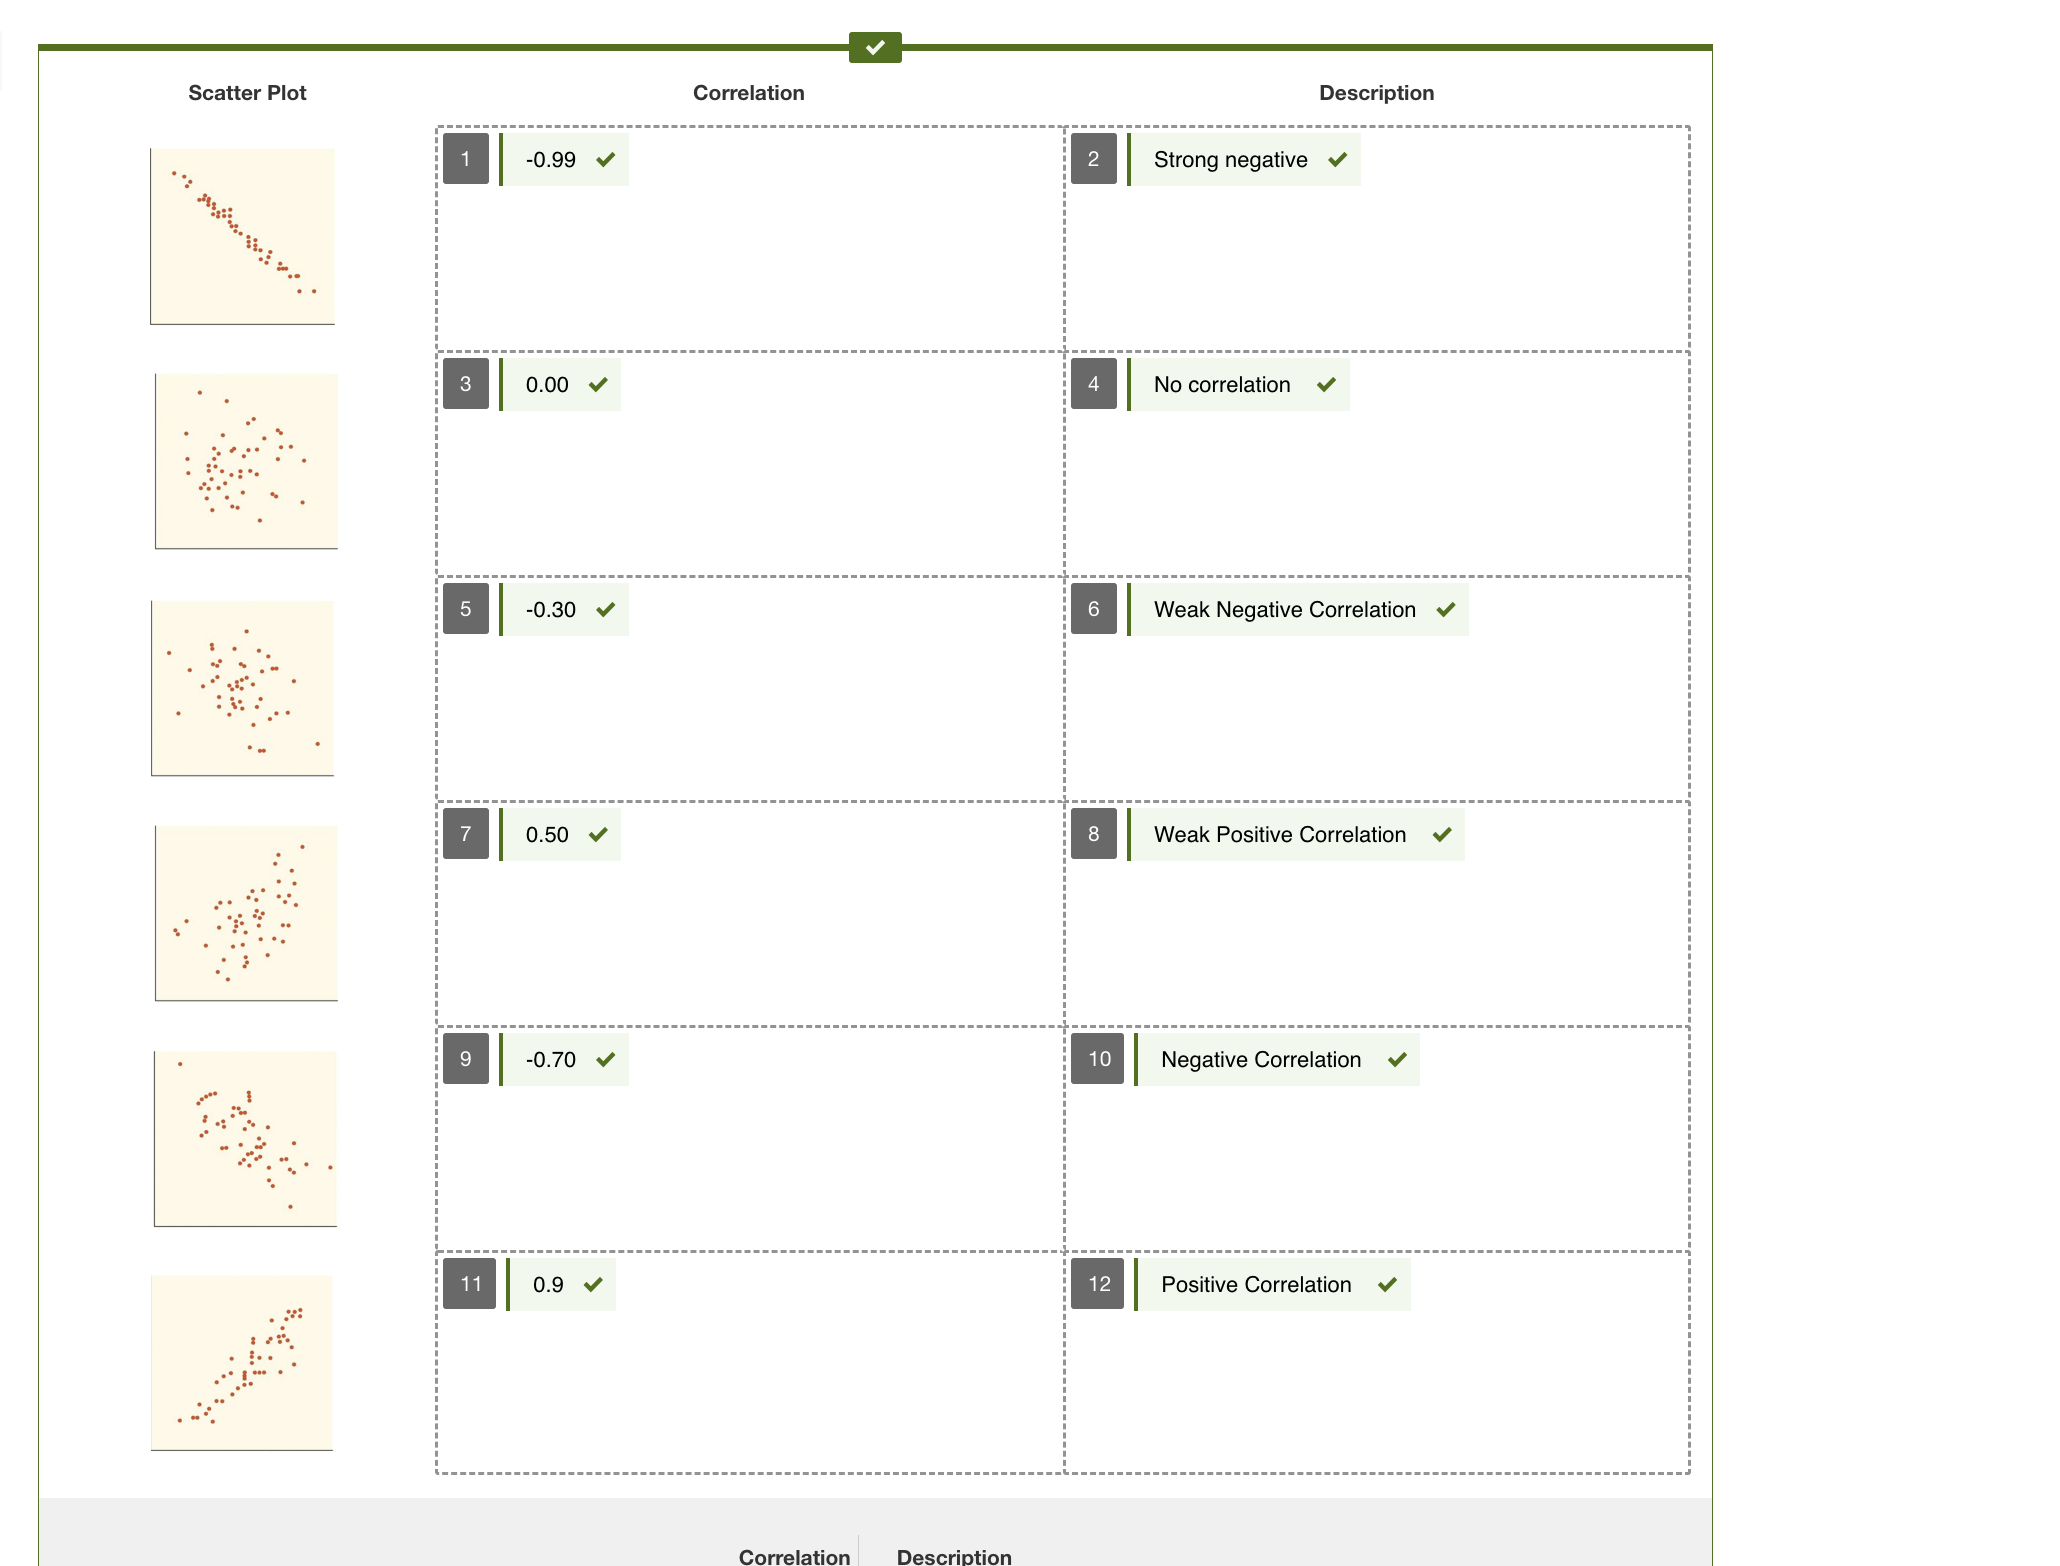 Scatter Plot Correlation Description
1 -0.99 2 Strong negative
3 0.00 4 No correlation
5 -0.30 6 Weak Negative Correlation
7 0.50 8 Weak Positive Correlation
9 -0.70 10 Negative Correlation
11 0.9 12 Positive Correlation
Correlation Description